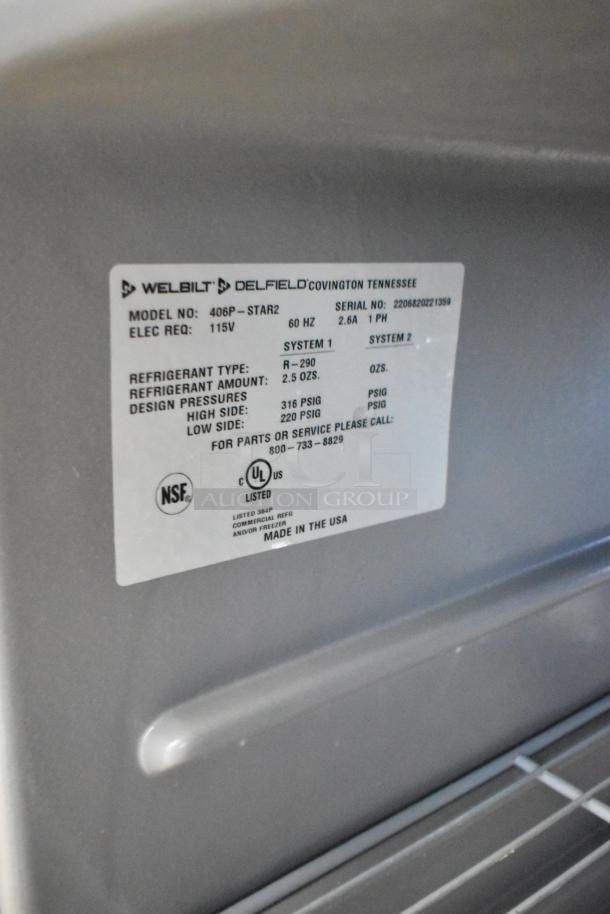 WELBILT DELFIELD COVINGTON TENNESSEE
MODEL NO: 406P-STAR2 SERIAL NO: 2206820221359
ELEC REQ: 115V 60 HZ 2.6A 1 PH
SYSTEM 1 SYSTEM 2
REFRIGERANT TYPE: R-290
REFRIGERANT AMOUNT: 2.5 OZS. OZS.
DESIGN PRESSURES
HIGH SIDE: 316 PSIG PSIG
LOW SIDE: 220 PSIG PSIG
FOR PARTS OR SERVICE PLEASE CALL:
800-733-8829
NSF
C UL US
LISTED
LISTED 384P
COMMERCIAL REFG
AND/OR FREEZER
MADE IN THE USA
rci
AUCTION GROUP